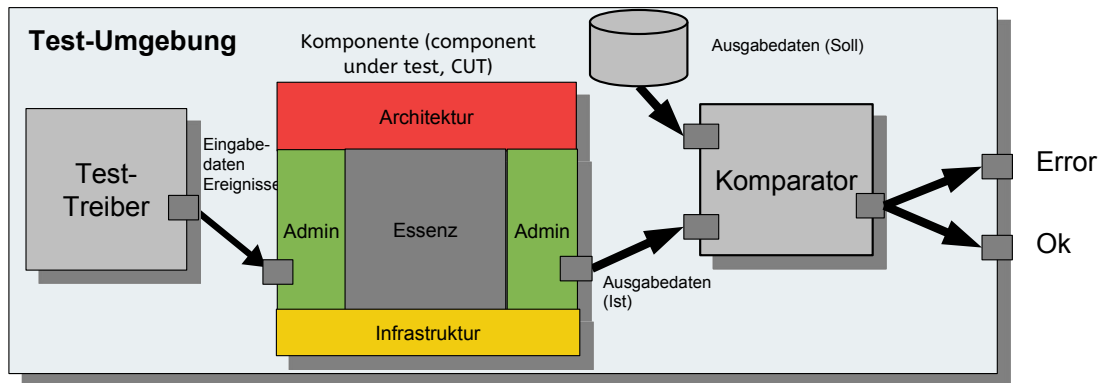 Test-Umgebung
Komponente (component
under test, CUT)
Ausgabedaten (Soll)
Architektur
Eingabe-
daten
Ereignisse
Test-
Treiber
Admin
Essenz
Admin
Komparator
Error
Ok
Ausgabedaten
(Ist)
Infrastruktur